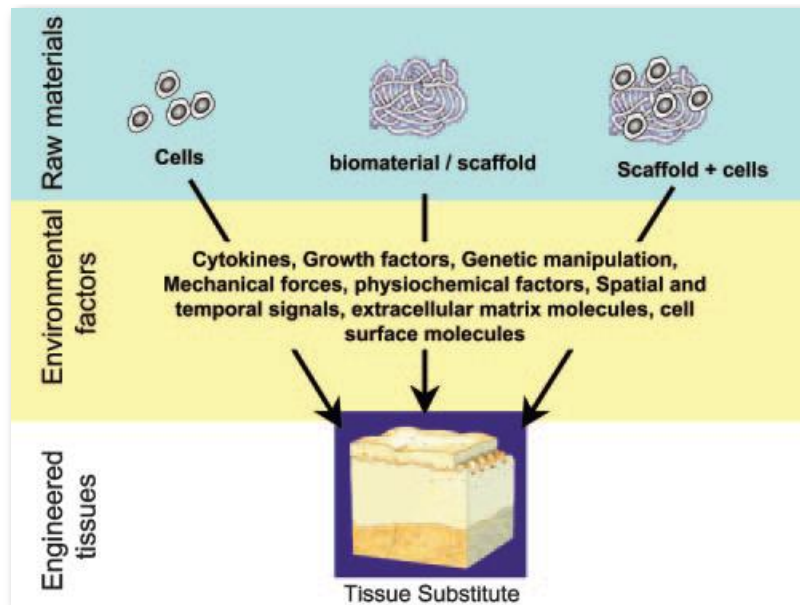 Raw materials
Cells
biomaterial / scaffold
Scaffold + cells
Environmental
factors
Cytokines, Growth factors, Genetic manipulation,
Mechanical forces, physiochemical factors, Spatial and
temporal signals, extracellular matrix molecules, cell
surface molecules
Engineered
tissues
Tissue Substitute